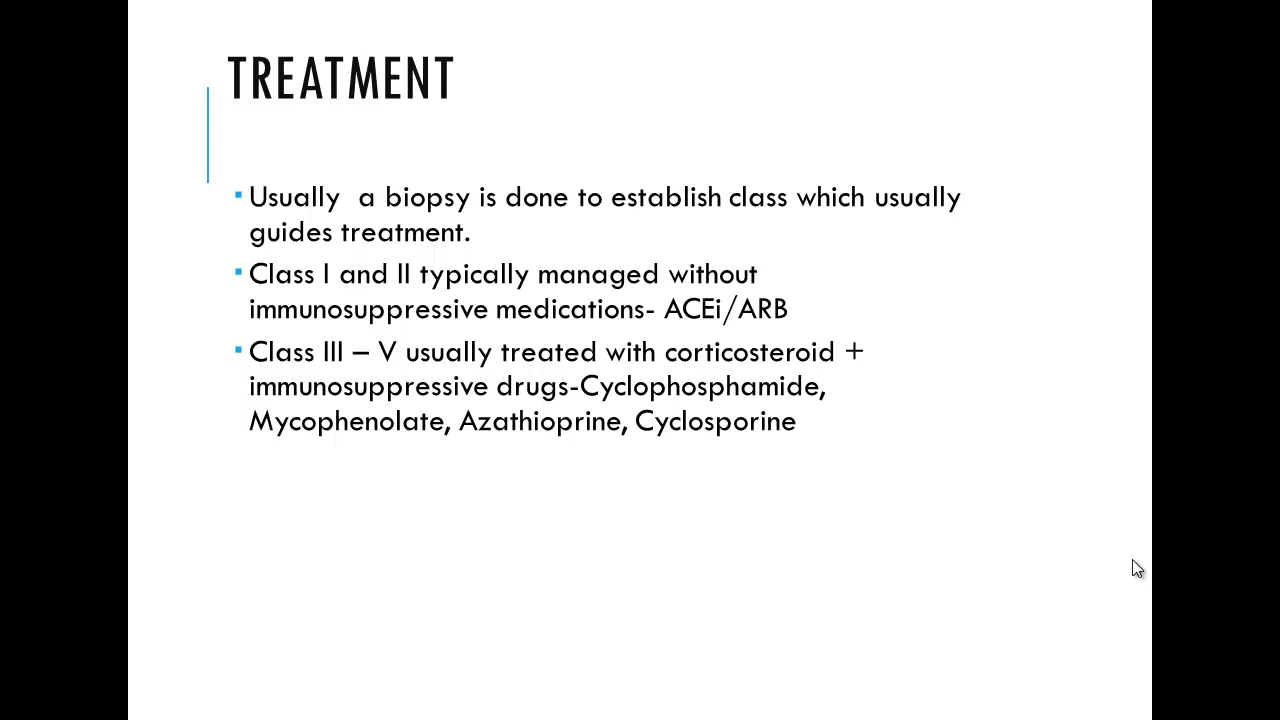 TREATMENT
Usually  a biopsy is done to establish class which usually
guides treatment.
Class I and II typically managed without
immunosuppressive medications- ACEi/ARB
Class III – V usually treated with corticosteroid +
immunosuppressive drugs-Cyclophosphamide,
Mycophenolate, Azathioprine, Cyclosporine